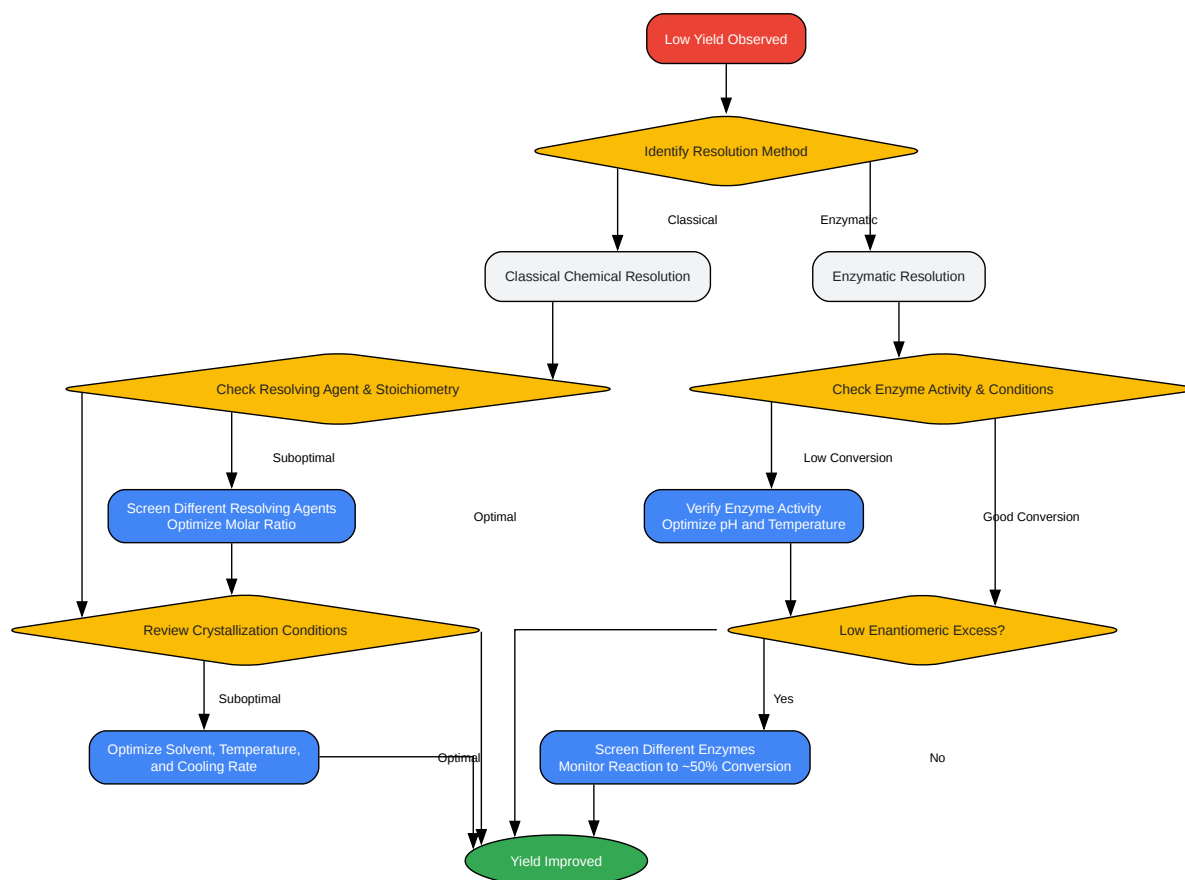 Low Yield Observed
Identify Resolution Method
Classical
Enzymatic
Classical Chemical Resolution
Enzymatic Resolution
Check Resolving Agent & Stoichiometry
Check Enzyme Activity & Conditions
Suboptimal
Low Conversion
Screen Different Resolving Agents
Optimize Molar Ratio
Optimal
Verify Enzyme Activity
Optimize pH and Temperature
Good Conversion
Review Crystallization Conditions
Low Enantiomeric Excess?
Suboptimal
Yes
Optimize Solvent, Temperature,
and Cooling Rate
Optimal
Screen Different Enzymes
Monitor Reaction to ~50% Conversion
No
Yield Improved